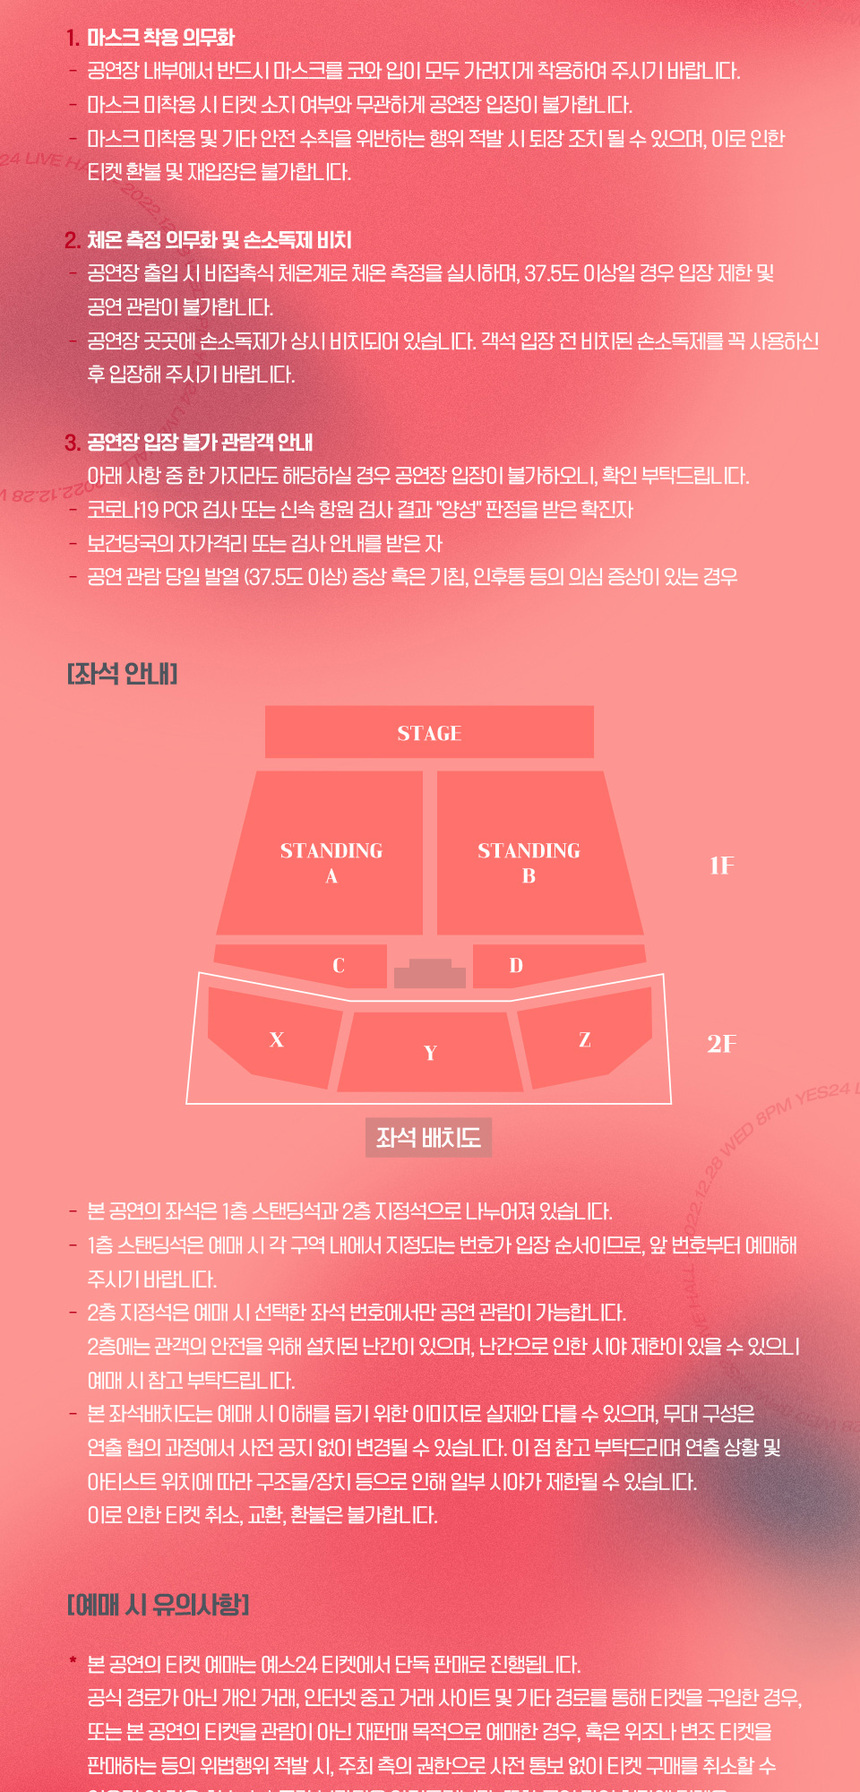 1. 마스크 착용 의무화
- 공연장 내부에서 반드시 마스크를 코와 입이 모두 가려지게 착용하여 주시기 바랍니다.
- 마스크 미착용 시 티켓 소지 여부와 무관하게 공연장 입장이 불가합니다.
- 마스크 미착용 및 기타 안전 수칙을 위반하는 행위 적발 시 퇴장 조치 될 수 있으며, 이로 인한
티켓 환불 및 재입장은 불가합니다.
2. 체온 측정 의무화 및 손소독제 비치
- 공연장 출입 시 비접촉식 체온계로 체온 측정을 실시하며, 37.5도 이상일 경우 입장 제한 및
공연 관람이 불가합니다.
- 공연장 곳곳에 손소독제가 상시 비치되어 있습니다. 객석 입장 전 비치된 손소독제를 꼭 사용하신
후 입장해 주시기 바랍니다.
3. 공연장 입장 불가 관람객 안내
아래 사항 중 한 가지라도 해당하실 경우 공연장 입장이 불가하오니, 확인 부탁드립니다.
- 코로나19 PCR 검사 또는 신속 항원 검사 결과 "양성" 판정을 받은 확진자
- 보건당국의 자가격리 또는 검사 안내를 받은 자
- 공연 관람 당일 발열 (37.5도 이상) 증상 혹은 기침, 인후통 등의 의심 증상이 있는 경우
[좌석 안내]
STAGE
STANDING
A
STANDING
B
1F
C
D
X
Y
Z
2F
좌석 배치도
2.12.28 WED 8PM YES24
- 본 공연의 좌석은 1층 스탠딩석과 2층 지정석으로 나누어져 있습니다.
- 1층 스탠딩석은 예매 시 각 구역 내에서 지정되는 번호가 입장 순서이므로, 앞 번호부터 예매해
주시기 바랍니다.
- 2층 지정석은 예매 시 선택한 좌석 번호에서만 공연 관람이 가능합니다.
2층에는 관객의 안전을 위해 설치된 난간이 있으며, 난간으로 인한 시야 제한이 있을 수 있으니
예매 시 참고 부탁드립니다.
- 본 좌석배치도는 예매 시 이해를 돕기 위한 이미지로 실제와 다를 수 있으며, 무대 구성은
연출 협의 과정에서 사전 공지 없이 변경될 수 있습니다. 이 점 참고 부탁드리며 연출 상황 및
아티스트 위치에 따라 구조물/장치 등으로 인해 일부 시야가 제한될 수 있습니다.
이로 인한 티켓 취소, 교환, 환불은 불가합니다.
[예매 시 유의사항]
* 본 공연의 티켓 예매는 예스24 티켓에서 단독 판매로 진행됩니다.
공식 경로가 아닌 개인 거래, 인터넷 중고 거래 사이트 및 기타 경로를 통해 티켓을 구입한 경우,
또는 본 공연의 티켓을 관람이 아닌 재판매 목적으로 예매한 경우, 혹은 위조나 변조 티켓을
판매하는 등의 위법행위 적발 시, 주최 측의 권한으로 사전 통보 없이 티켓 구매를 취소할 수